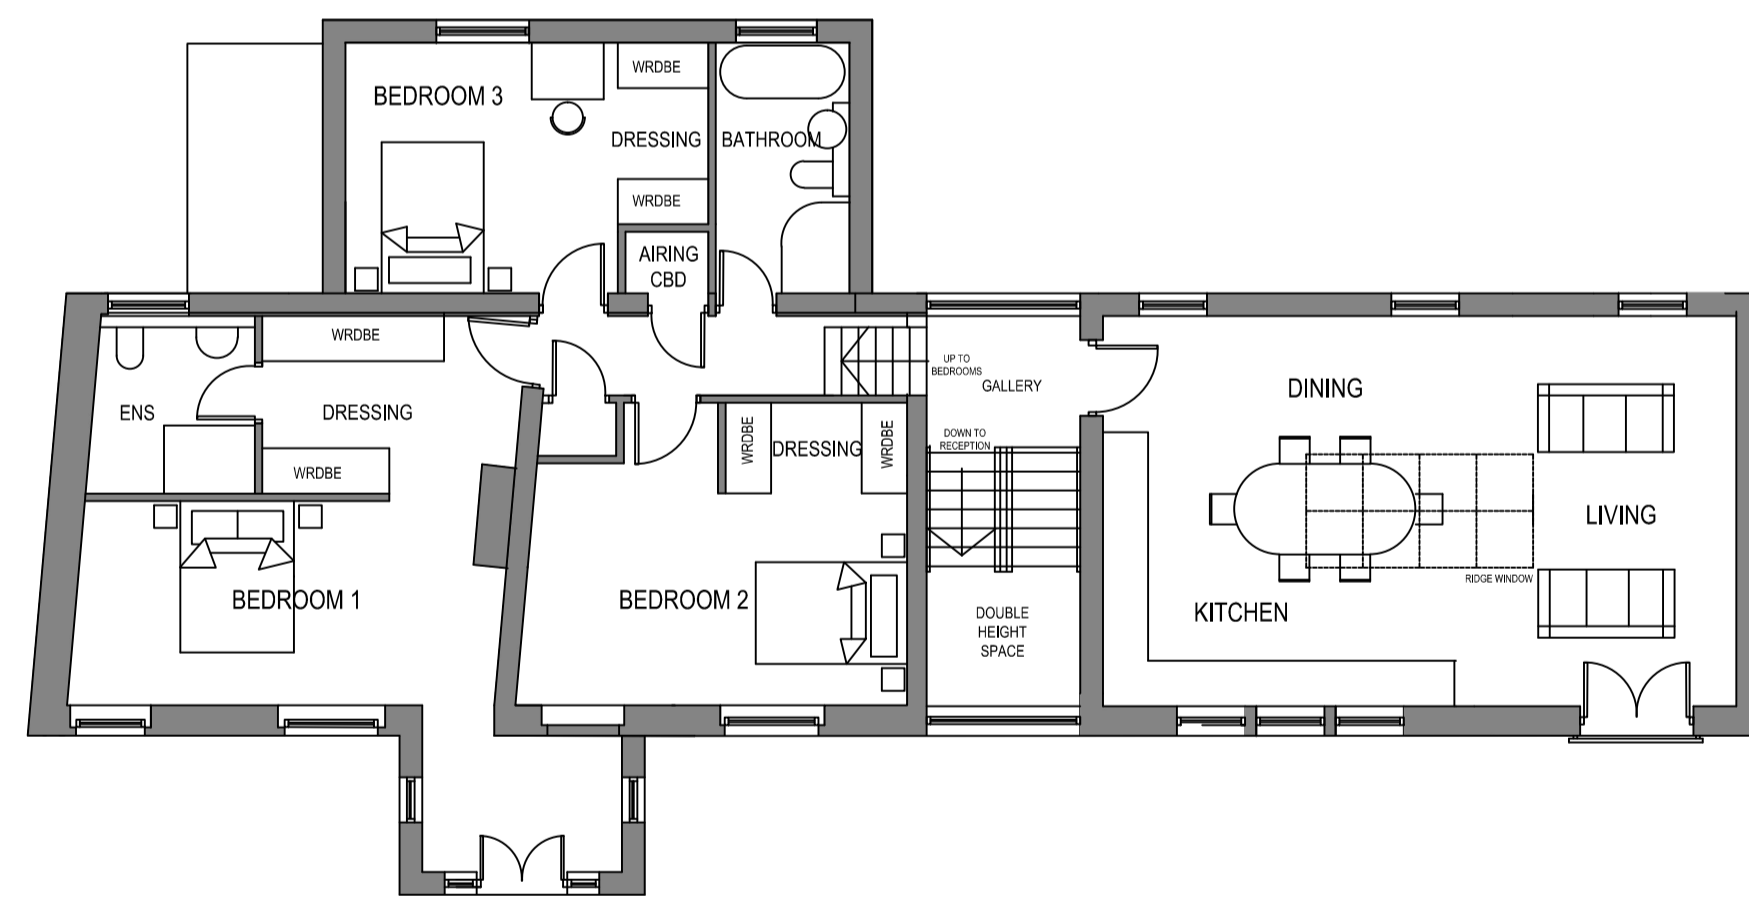 WRDBE
BEDROOM 3
DRESSING
BATHROOM
WRDBE
AIRING
CBD
WRDBE
UP TO
BEDROOMS
GALLERY
DINING
ENS
DRESSING
WRDBE
DRESSING
WRDBE
DOWN TO
RECEPTION
WRDBE
LIVING
RIDGE WINDOW
BEDROOM 1
BEDROOM 2
DOUBLE
HEIGHT
SPACE
KITCHEN